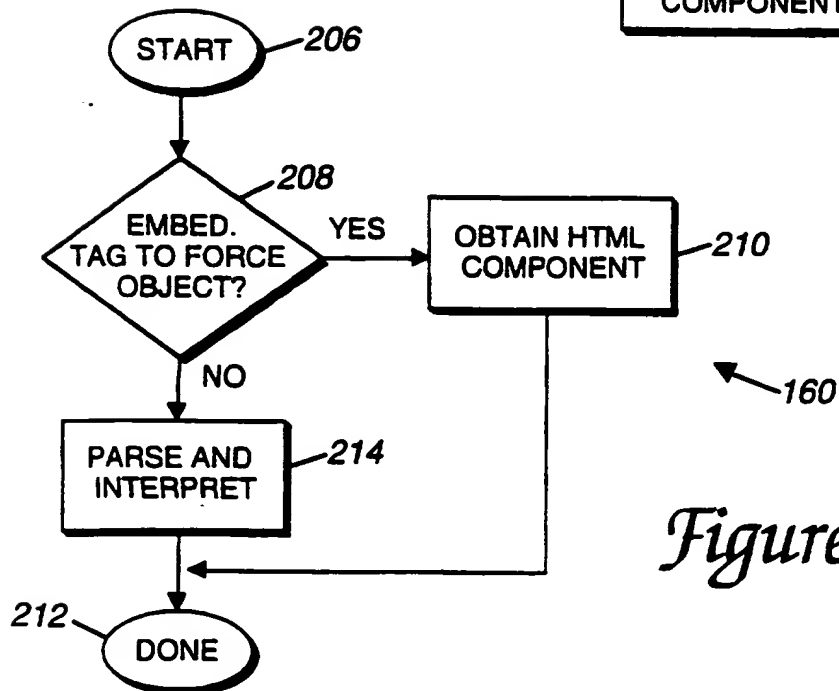 COMPONENT
START
206
208
EMBED.
TAG TO FORCE
OBJECT?
YES
OBTAIN HTML
COMPONENT
210
NO
160
PARSE AND
INTERPRET
214
Figure
212
DONE